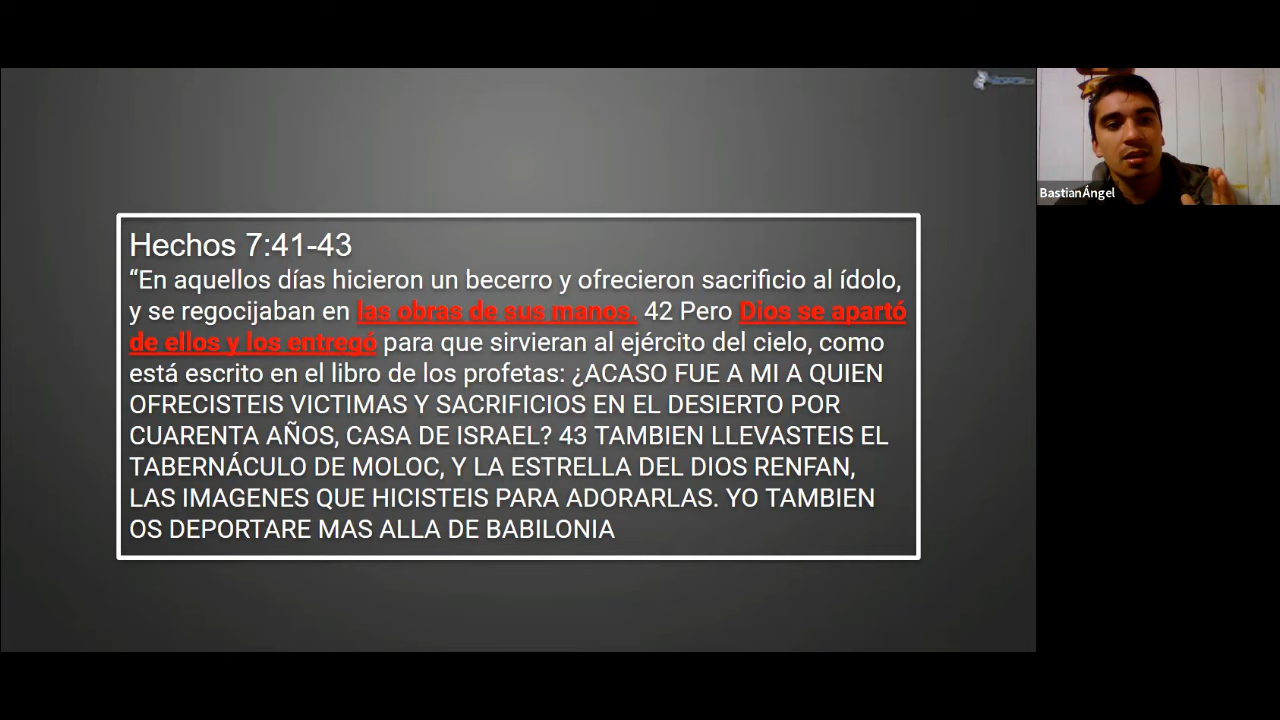 Hechos 7:41-43
“En aquellos días hicieron un becerro y ofrecieron sacrificio al ídolo,
y se regocijaban en las obras de sus manos. 42 Pero Dios se apartó
de ellos y los entregó para que sirvieran al ejército del cielo, como
está escrito en el libro de los profetas: ¿ACASO FUE A MI A QUIEN
OFRECISTEIS VICTIMAS Y SACRIFICIOS EN EL DESIERTO POR
CUARENTA AÑOS, CASA DE ISRAEL? 43 TAMBIEN LLEVASTEIS EL
TABERNÁCULO DE MOLOC, Y LA ESTRELLA DEL DIOS RENFAN,
LAS IMAGENES QUE HICISTEIS PARA ADORARLAS. YO TAMBIEN
OS DEPORTARE MAS ALLA DE BABILONIA
BastianÁngel